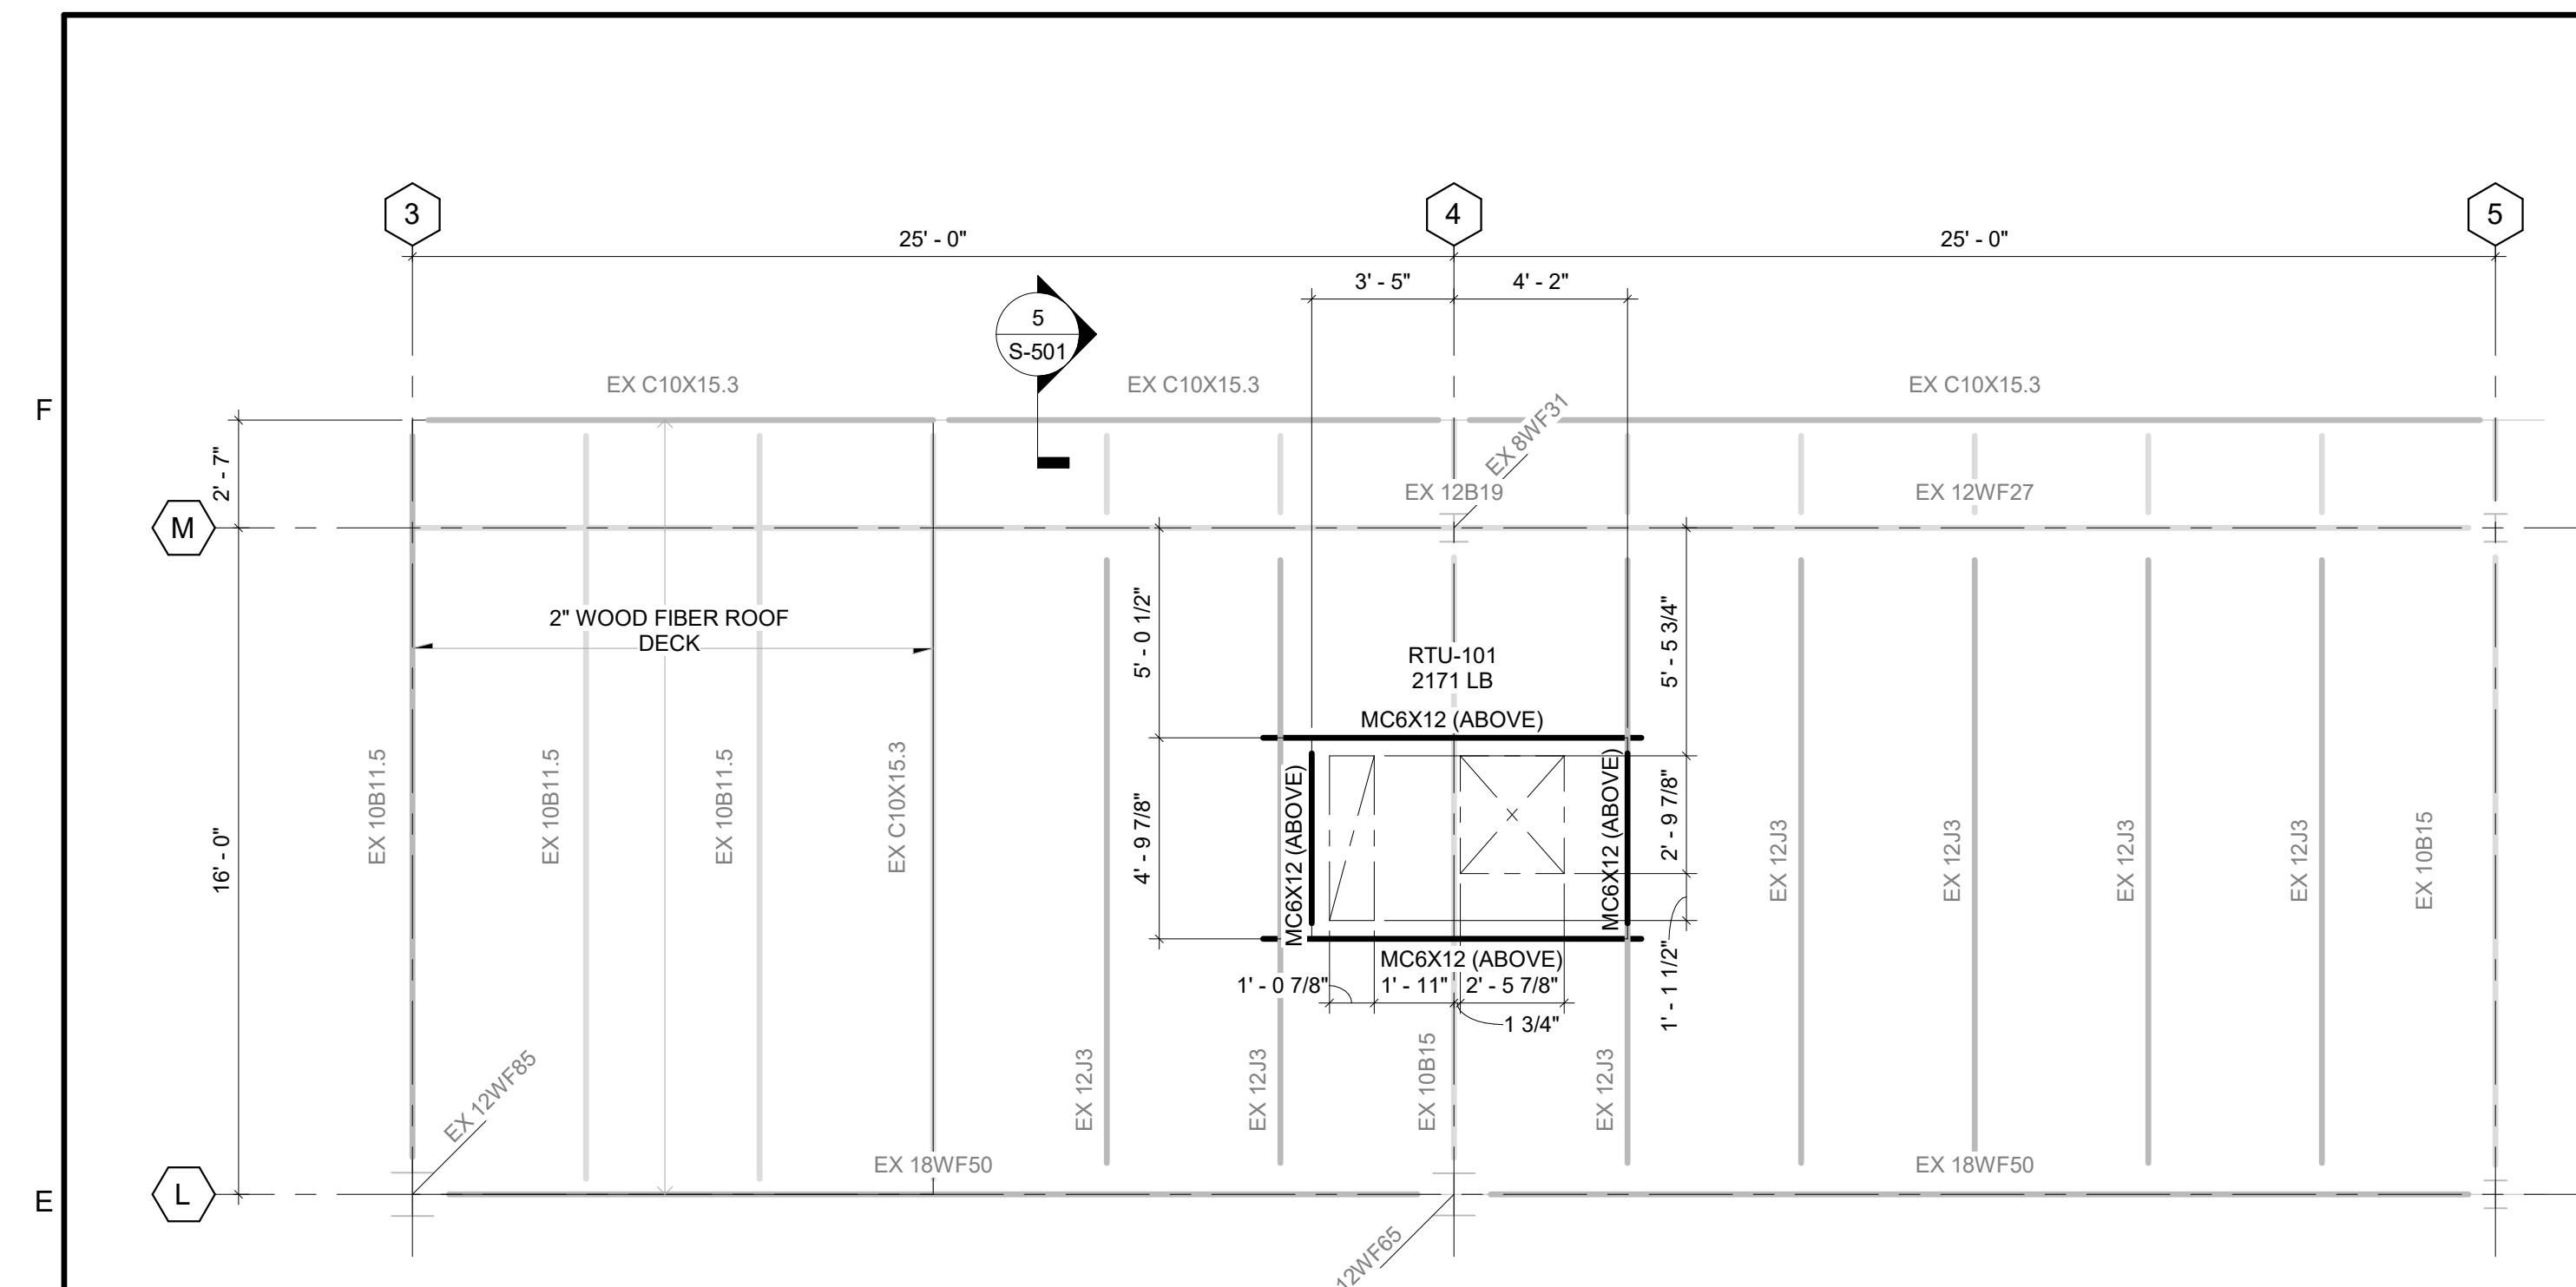 3
4
5
25' - 0"
25' - 0"
3' - 5"
4' - 2"
5
S-501
EX C10X15.3
EX C10X15.3
EX C10X15.3
F
EX 8WF31
2' - 7"
EX 12B19
EX 12WF27
M
2" WOOD FIBER ROOF
DECK
5' - 0 1/2"
5' - 5 3/4"
RTU-101
2171 LB
MC6X12 (ABOVE)
EX 10B11.5
EX 10B11.5
EX 10B11.5
EX C10X15.3
16' - 0"
4' - 9 7/8"
MC6X12 (ABOVE)
MC6X12 (ABOVE)
2' - 9 7/8"
EX 12J3
EX 12J3
EX 12J3
EX 12J3
EX 10B15
MC6X12 (ABOVE)
1' - 0 7/8"
1' - 11"
2' - 5 7/8"
1' - 1 1/2"
1 3/4"
EX 12J3
EX 12J3
EX 10B15
EX 12J3
EX 12WF85
EX 18WF50
EX 18WF50
L
E
12WF65